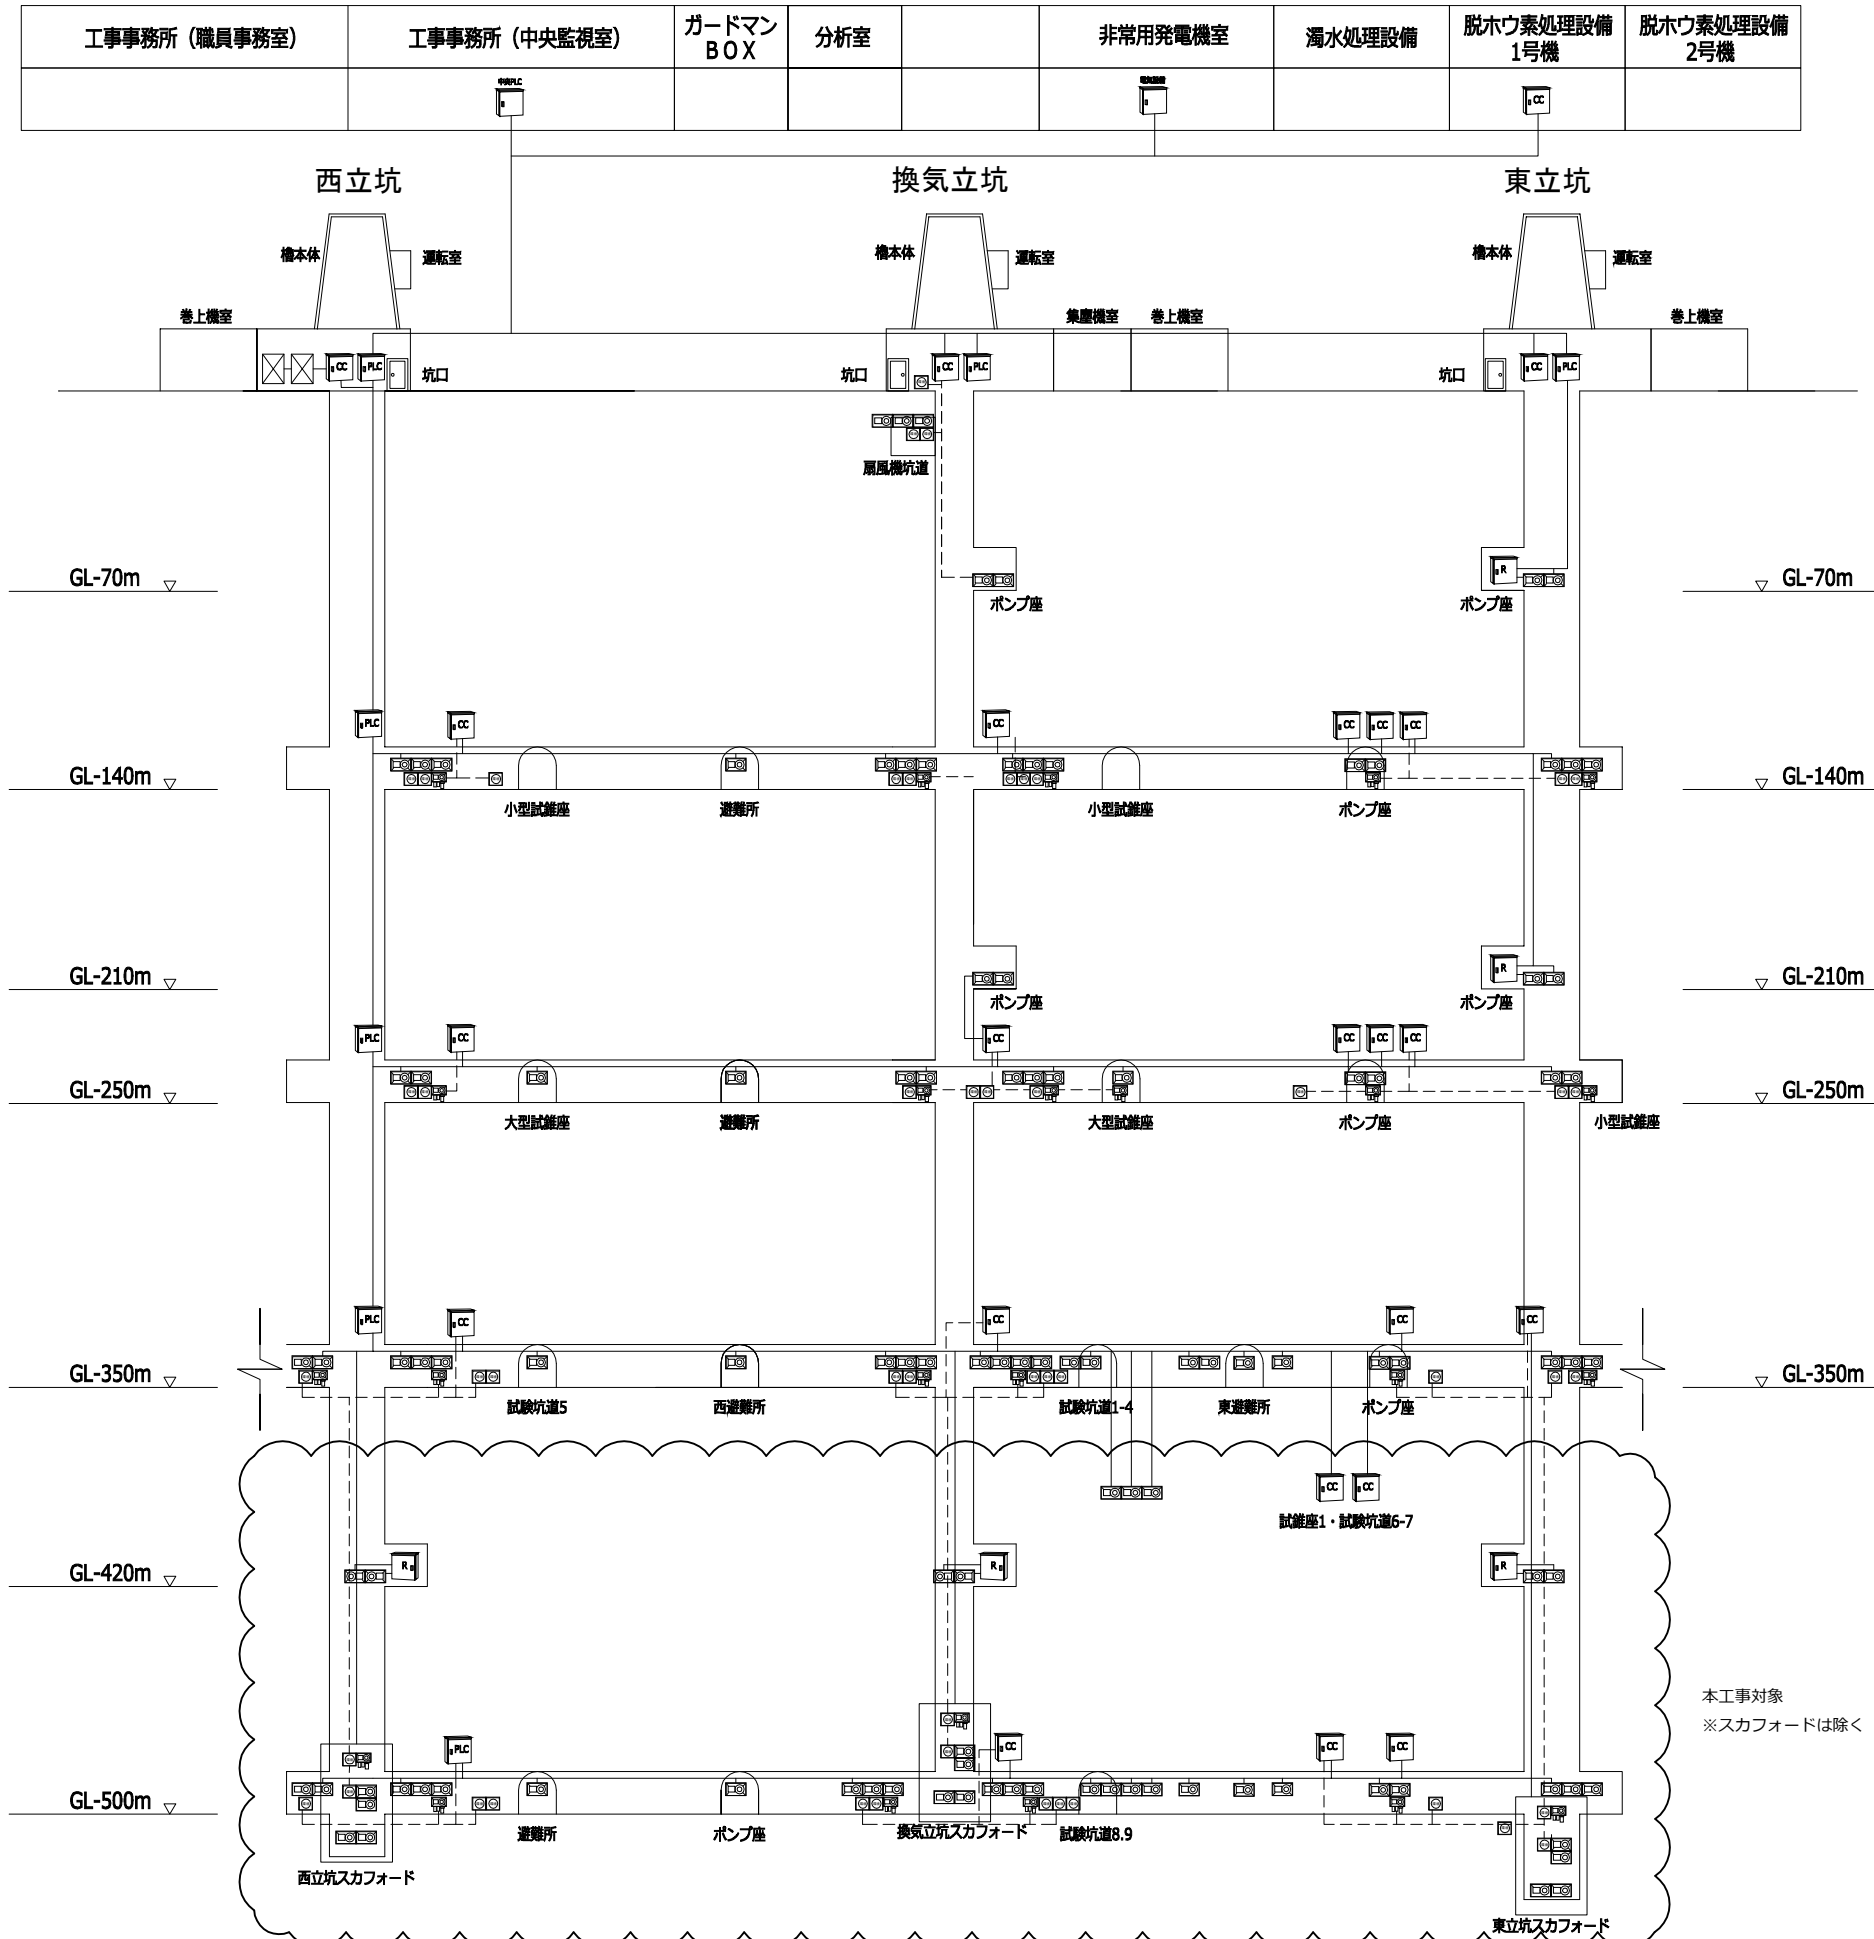 工事事務所（職員事務室）
工事事務所（中央監視室）
ガードマン
ＢＯＸ
分析室
非常用発電機室
濁水処理設備
脱ホウ素処理設備
1号機
脱ホウ素処理設備
2号機
中央PLC
CC
西立坑
換気立坑
東立坑
櫓本体
運転室
櫓本体
運転室
櫓本体
運転室
巻上機室
集塵機室
巻上機室
巻上機室
CC
PLC
坑口
坑口
CC
PLC
坑口
CC
PLC
扇風機坑道
GL-70m
R
GL-70m
ポンプ座
ポンプ座
PLC
CC
CC
CC
CC
CC
GL-140m
GL-140m
小型試錐座
避難所
小型試錐座
ポンプ座
GL-210m
R
GL-210m
ポンプ座
ポンプ座
PLC
CC
CC
CC
CC
CC
GL-250m
GL-250m
大型試錐座
避難所
大型試錐座
ポンプ座
小型試錐座
PLC
CC
CC
CC
CC
GL-350m
GL-350m
試験坑道5
西避難所
試験坑道1-4
東避難所
ポンプ座
CC
CC
試錐座1・試験坑道6-7
GL-420m
R
R
R
本工事対象
※スカフォードは除く
PLC
CC
CC
CC
GL-500m
GL-500m
避難所
ポンプ座
換気立坑スカフォード
試験坑道8.9
西立坑スカフォード
東立坑スカフォード